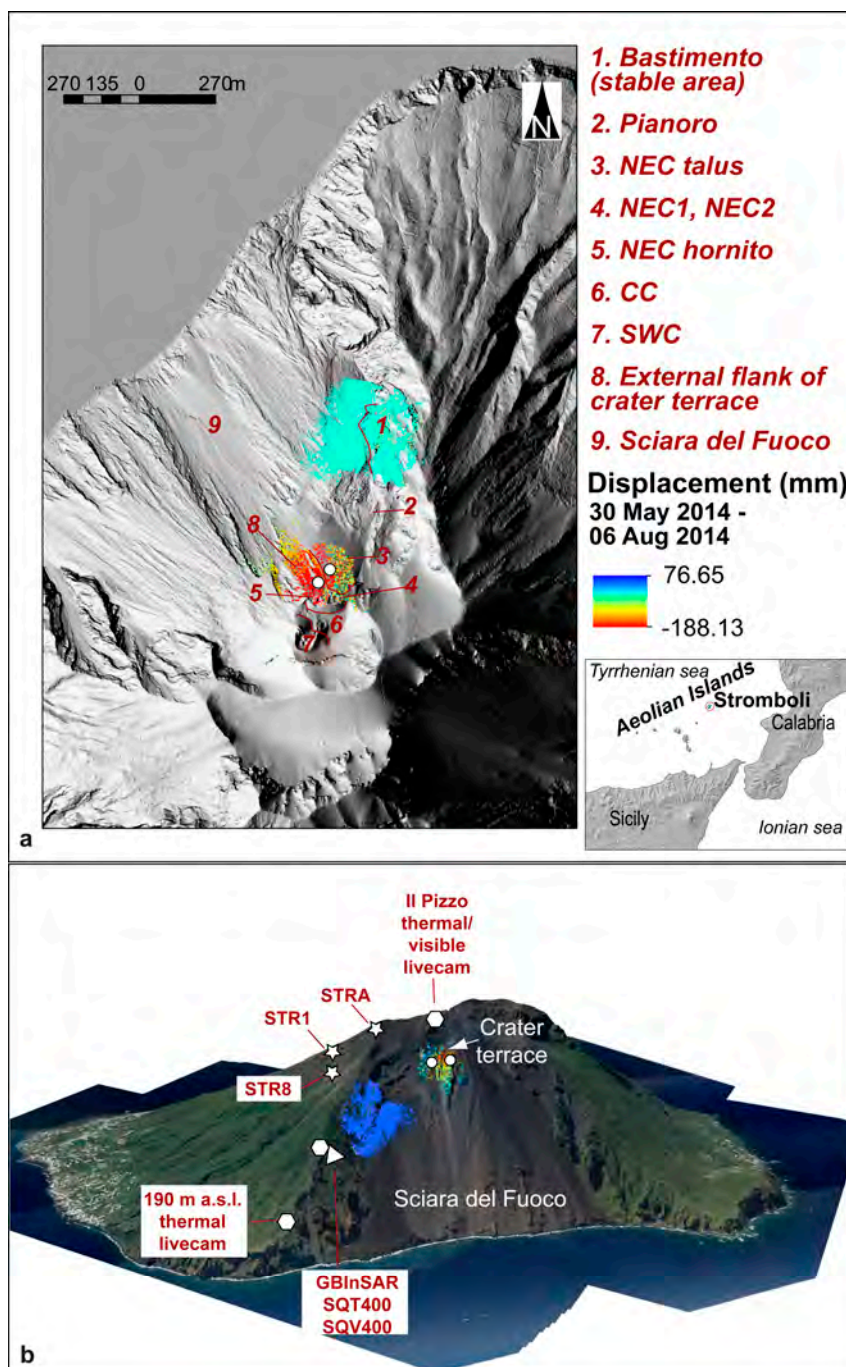 270 135 0 270m
N
1. Bastimento
(stable area)
2. Pianoro
3. NEC talus
4. NEC1, NEC2
5. NEC hornito
6. CC
7. SWC
8. External flank of
crater terrace
9. Sciara del Fuoco
Displacement (mm)
30 May 2014 -
06 Aug 2014
76.65
-188.13
1
9
2
8
3
5
4
6
7
Tyrrhenian sea
Aeolian Islands
Stromboli
Calabria
Sicily
Ionian sea
a
Il Pizzo
thermal/
visible
livecam
STRA
STR1
STR8
Crater
terrace
190 m a.s.l.
thermal
livecam
Sciara del Fuoco
GBInSAR
SQT400
SQV400
b